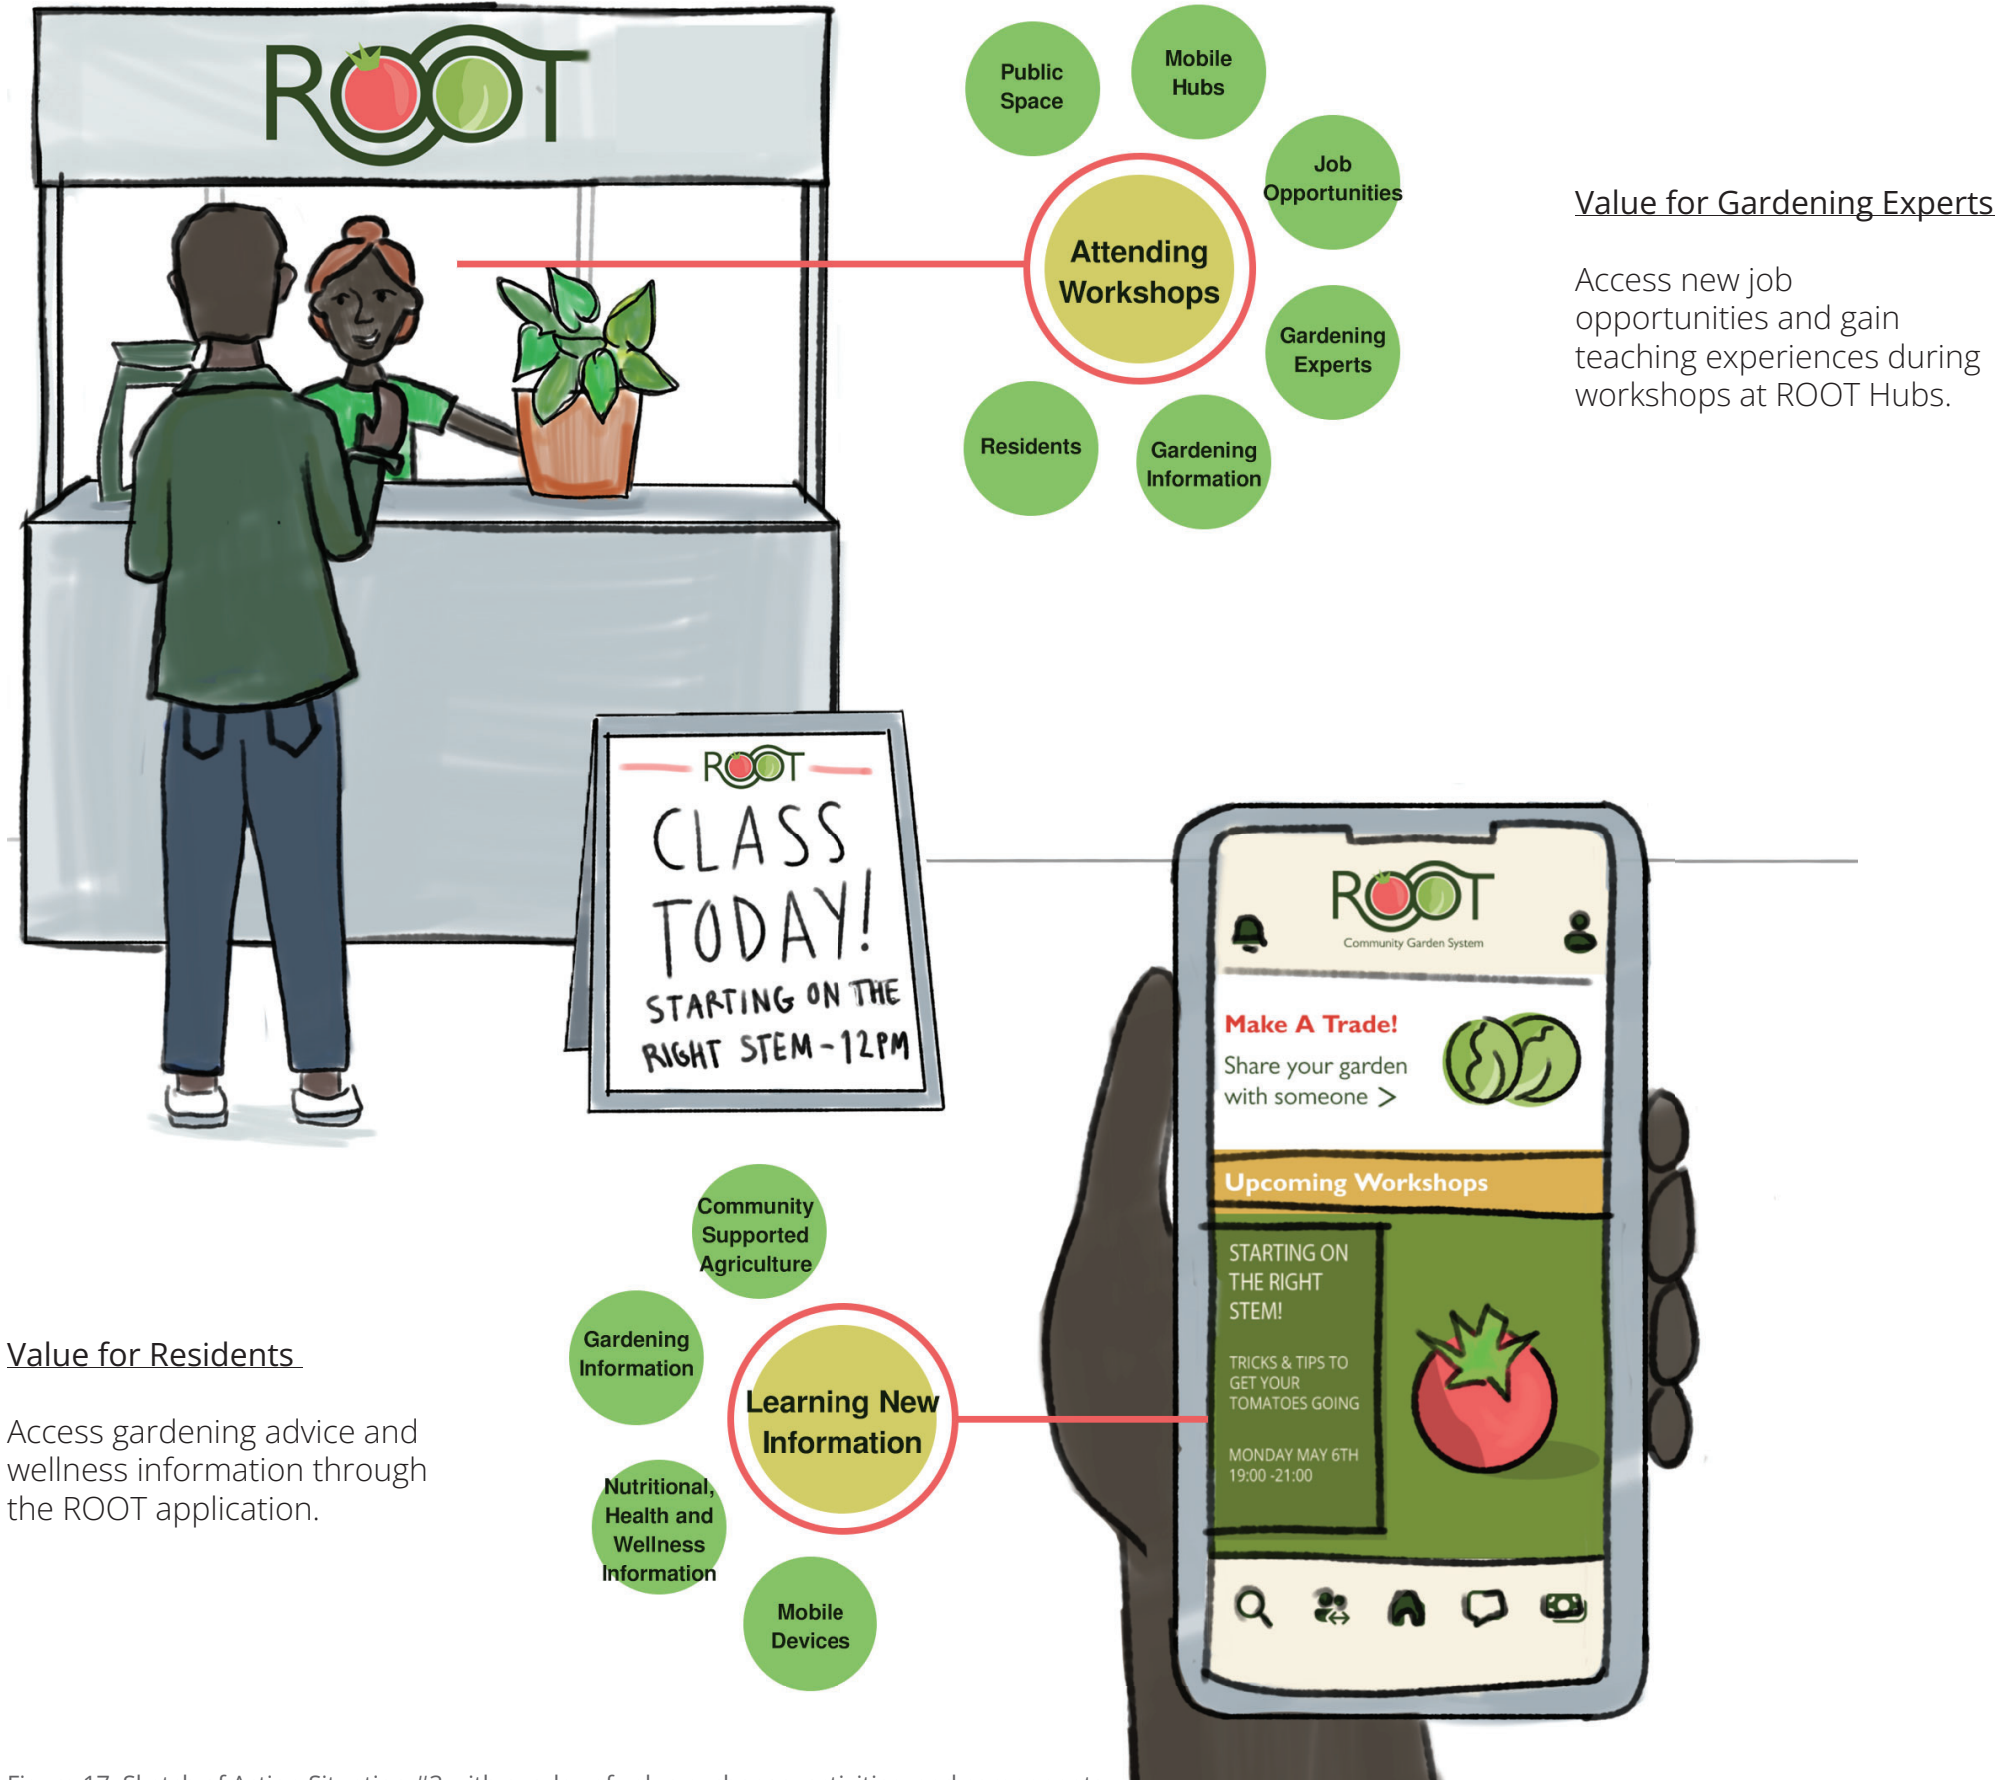 ROOT
Public
Space
Mobile
Hubs
Job
Opportunities
Attending
Workshops
Gardening
Experts
Residents
Gardening
Information
Value for Gardening Experts
Access new job
opportunities and gain
teaching experiences during
workshops at ROOT Hubs.
ROOT
CLASS
TODAY!
STARTING ON THE
RIGHT STEM - 12PM
ROOT
Community Garden System
Make A Trade!
Share your garden
with someone >
Upcoming Workshops
STARTING ON
THE RIGHT
STEM!
TRICKS & TIPS TO
GET YOUR
TOMATOES GOING
MONDAY MAY 6TH
19:00 -21:00
Community
Supported
Agriculture
Gardening
Information
Learning New
Information
Nutritional,
Health and
Wellness
Information
Mobile
Devices
Value for Residents
Access gardening advice and
wellness information through
the ROOT application.